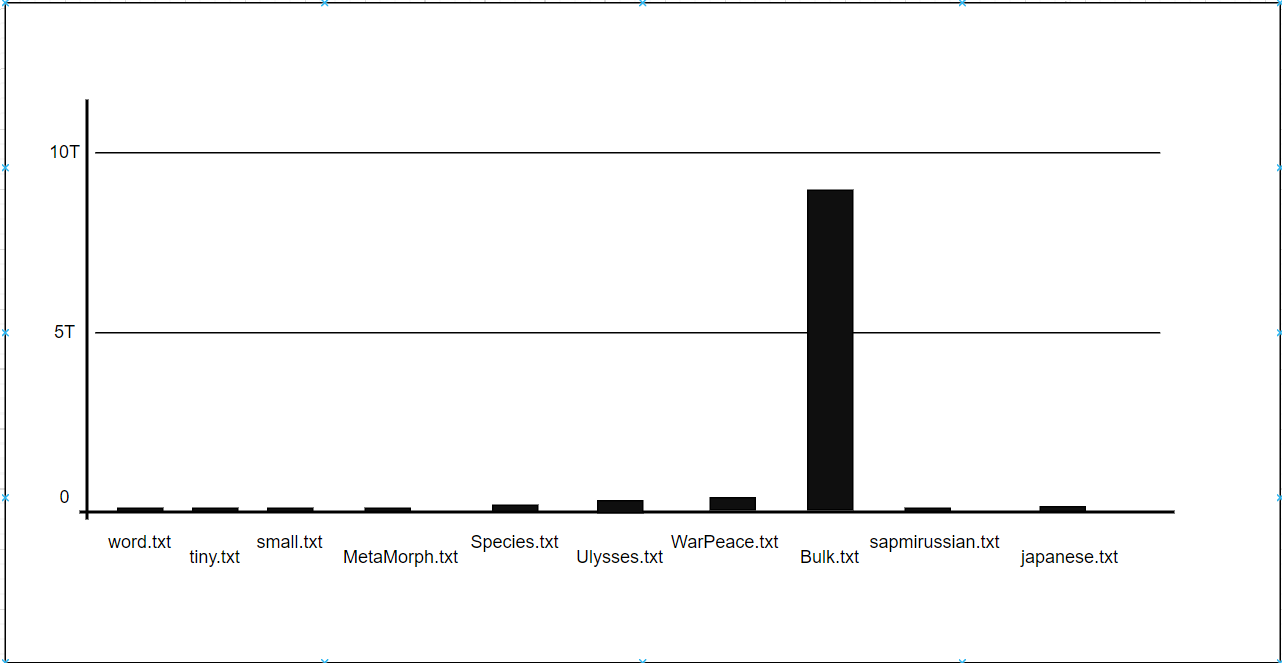 10T
5T
0
word.txt
tiny.txt
small.txt
MetaMorph.txt
Species.txt
Ulysses.txt
WarPeace.txt
Bulk.txt
sapmirussian.txt
japanese.txt